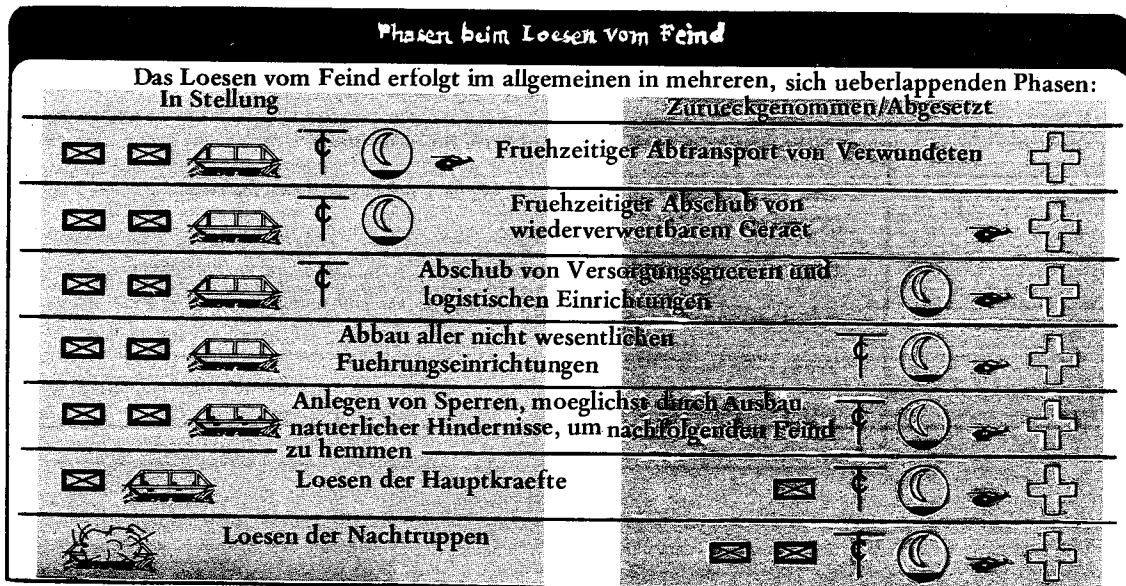 Phasen beim Loesen vom Feind
Das Loesen vom Feind erfolgt im allgemeinen in mehreren, sich ueberlappenden Phasen:
In Stellung
Zurueckgenommen/Abgesetzt
Fruehzeitiger Abtransport von Verwundeten
Fruehzeitiger Abschub von
wiederverwertbarem Geraet
Abschub von Versorgungsguerern und
logistischen Einrichtungen
Abbau aller nicht wesentlichen
Fuehrungseinrichtungen
Anlegen von Sperren, moeglichst durch Ausbau
natuerlicher Hindernisse, um nachfolgenden Feind
zu hemmen
Loesen der Hauptkraefte
Loesen der Nachtruppen